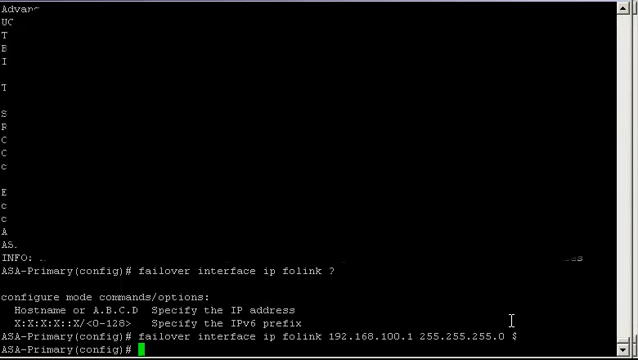 Advanc
UC
T
B
I
T
S
R
C
C
c
E
c
c
A
AS
INFO:
ASA-Primary(config)# failover interface ip folink ?
configure mode commands/options:
Hostname or A.B.C.D  Specify the IP address
X:X:X:X::X/<0-128>  Specify the IPv6 prefix
ASA-Primary(config)# failover interface ip folink 192.168.100.1 255.255.255.0 $
ASA-Primary(config)#